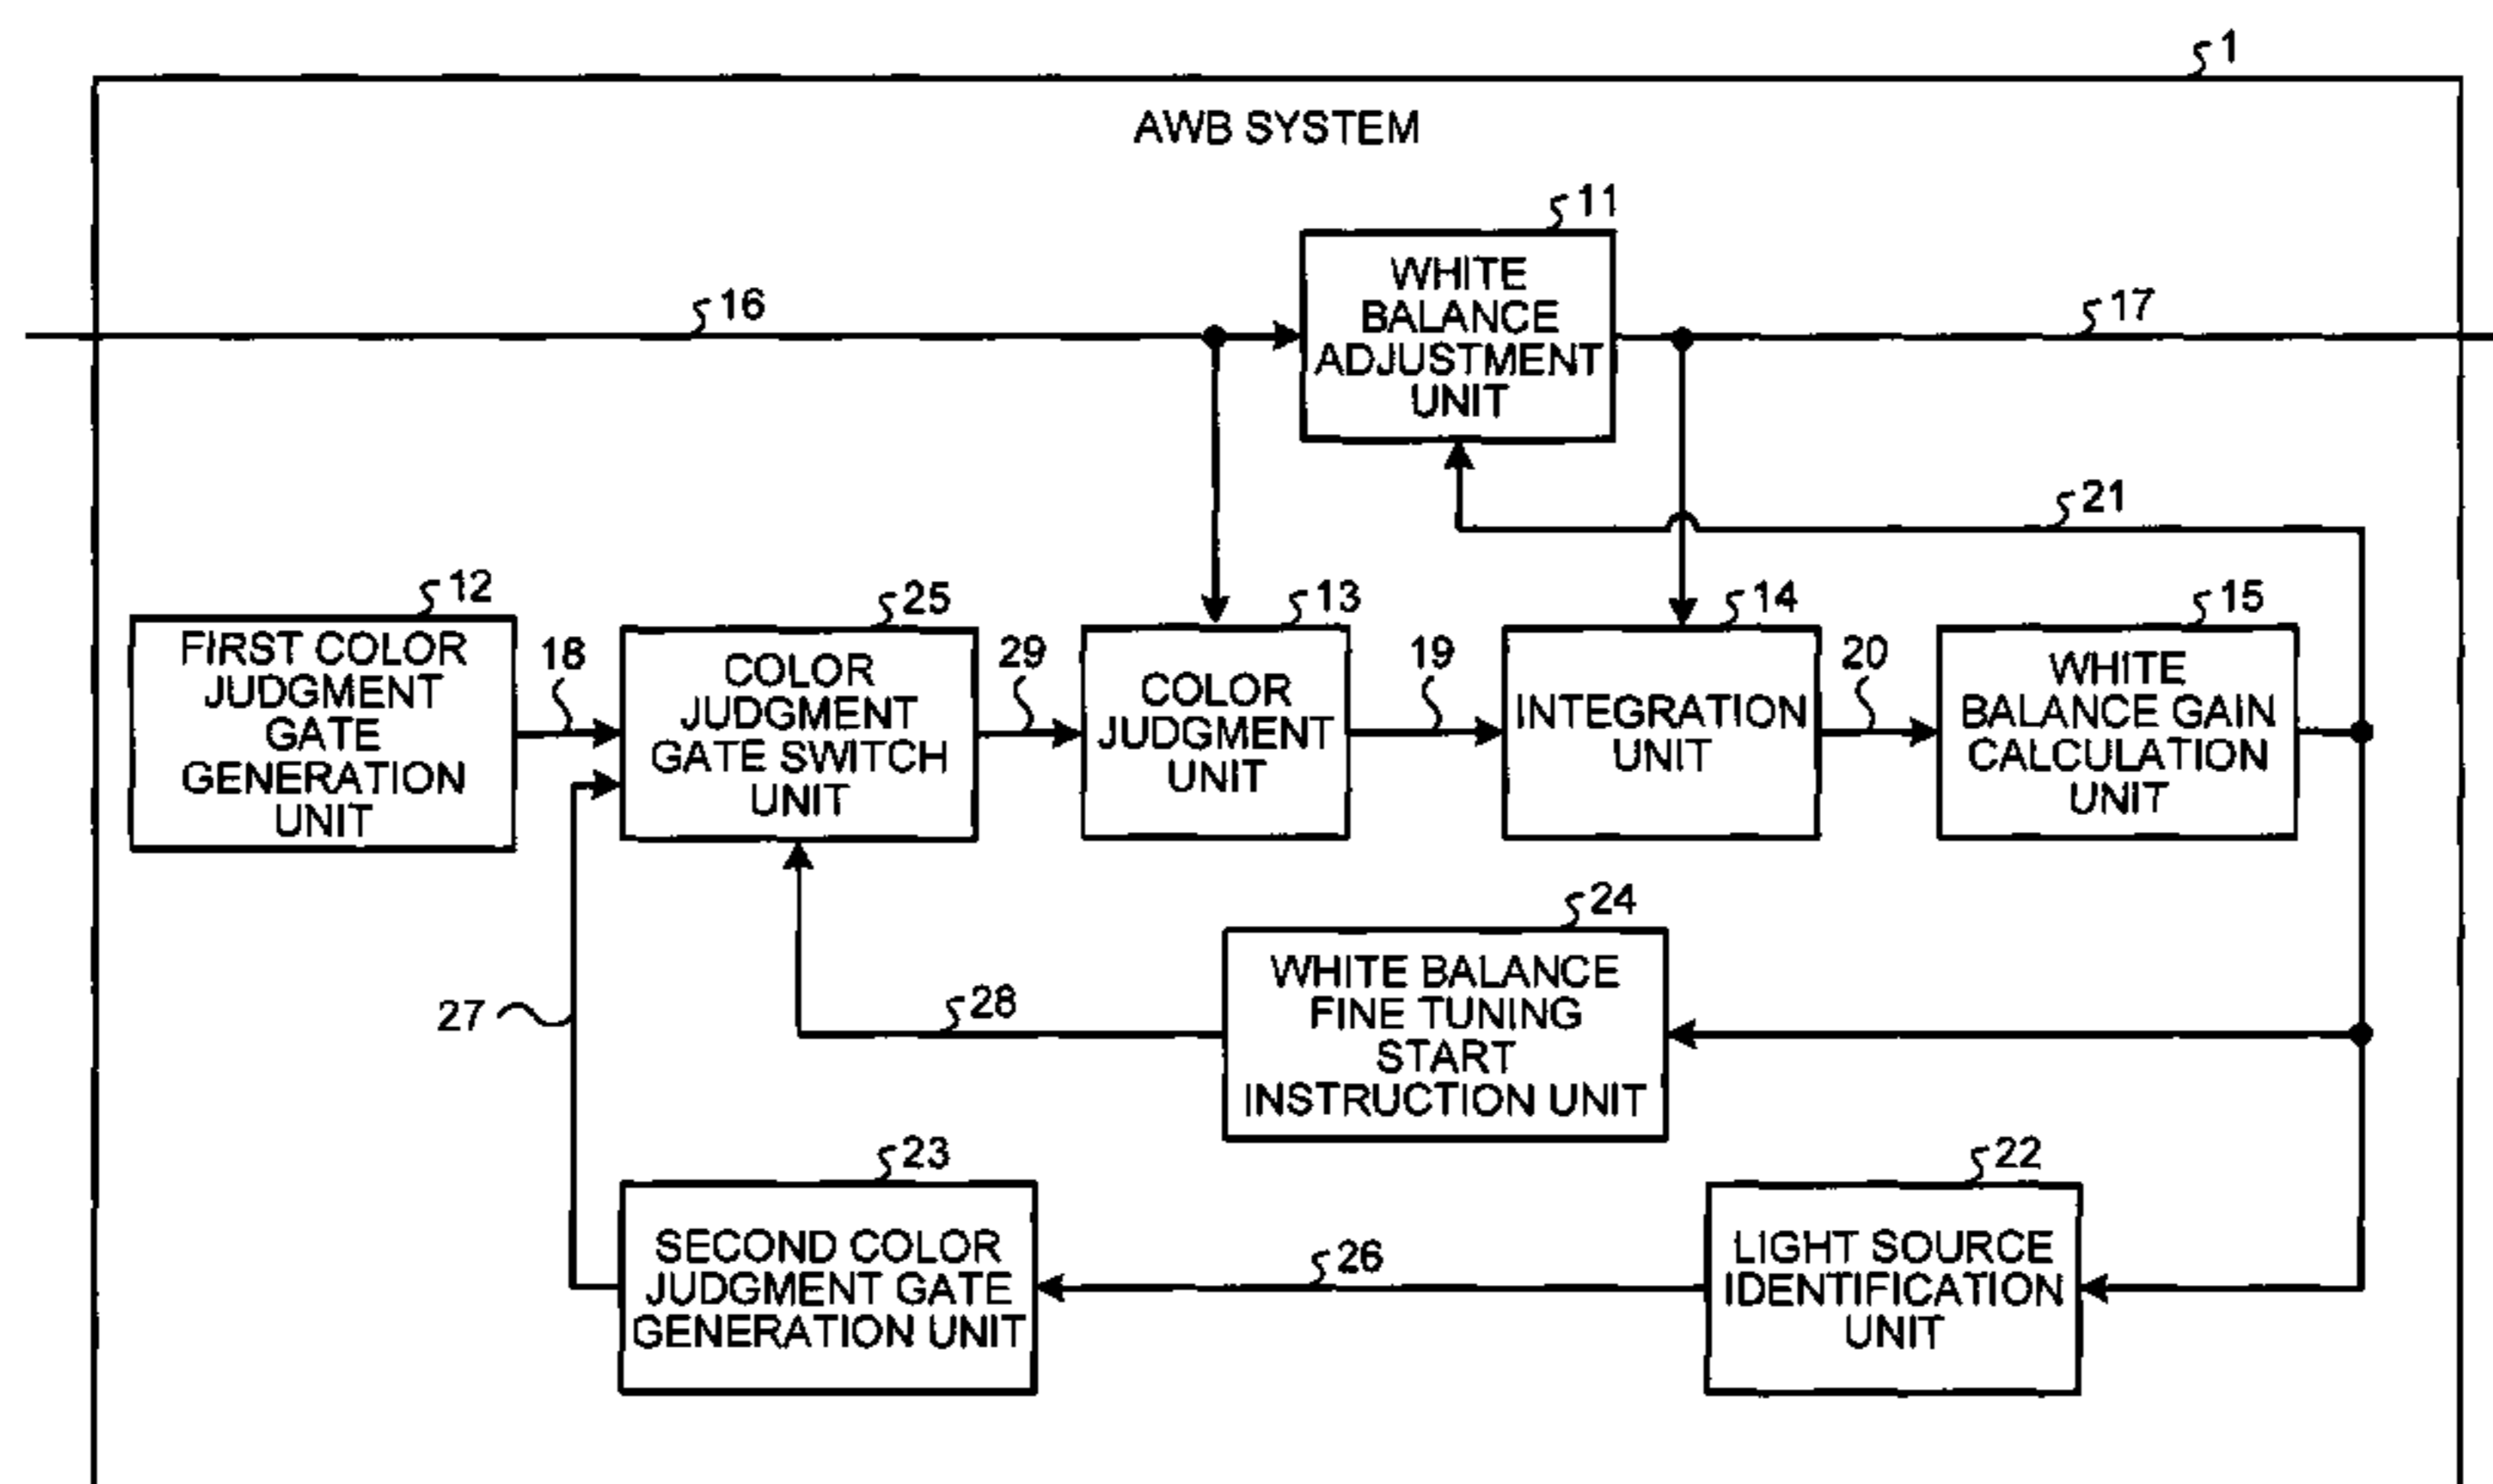 1
AWB SYSTEM
11
WHITE
BALANCE
ADJUSTMENT
UNIT
16
17
21
12
FIRST COLOR
JUDGMENT
GATE
GENERATION
UNIT
18
25
COLOR
JUDGMENT
GATE SWITCH
UNIT
29
13
COLOR
JUDGMENT
UNIT
19
14
INTEGRATION
UNIT
20
15
WHITE
BALANCE GAIN
CALCULATION
UNIT
24
WHITE BALANCE
FINE TUNING
START
INSTRUCTION UNIT
28
27
23
SECOND COLOR
JUDGMENT GATE
GENERATION UNIT
26
22
LIGHT SOURCE
IDENTIFICATION
UNIT